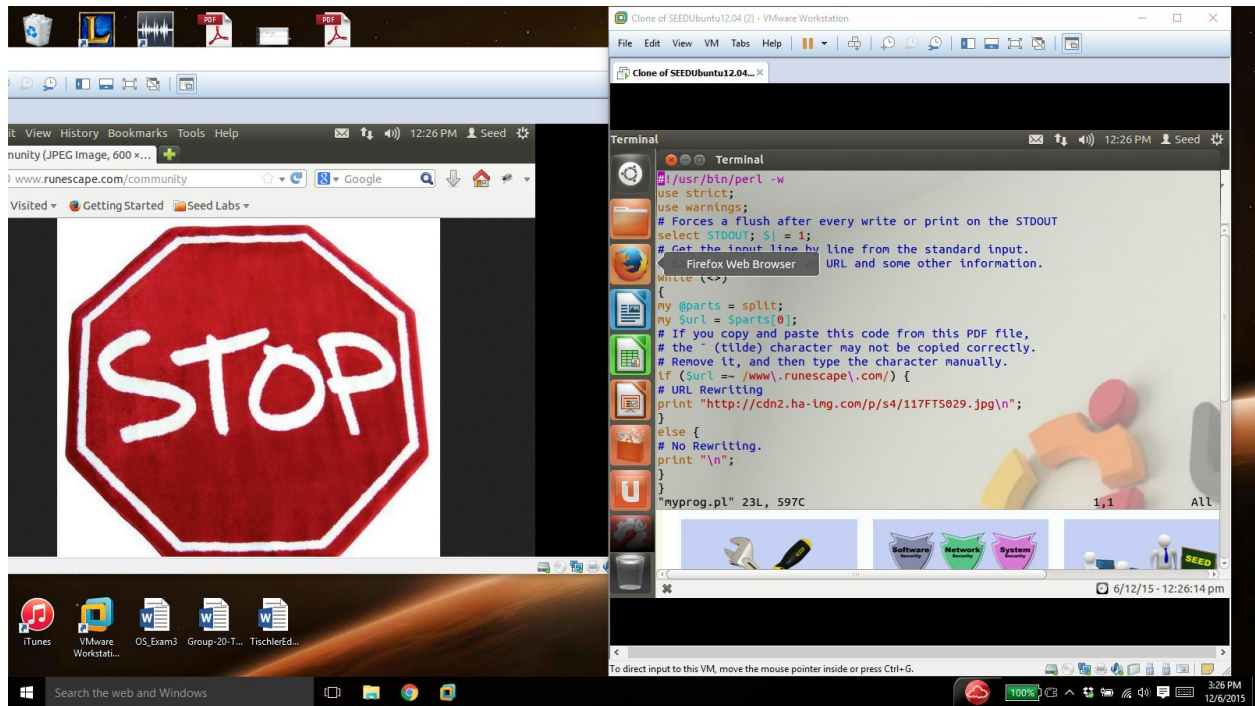 PDF
PDF
it View History Bookmarks Tools Help
12:26 PM Seed
munity (JPEG Image, 600 ×...
www.runescape.com/community
Google
Visited Getting Started Seed Labs
STOP
iTunes
VMware Workstati...
OS_Exam3
Group-20-T...
TischlerEd...
Search the web and Windows
Clone of SEEDUbuntu12.04 (2) - VMware Workstation
File Edit View VM Tabs Help
Clone of SEEDUbuntu12.04...
Terminal
12:26 PM Seed
Terminal
#!/usr/bin/perl -w
use strict;
use warnings;
# Forces a flush after every write or print on the STDOUT
select STDOUT; $| = 1;
# Get the input line by line from the standard input.
URL and some other information.
Firefox Web Browser
while (<>)
{
my @parts = split;
my $url = $parts[0];
# If you copy and paste this code from this PDF file,
# the ~ (tilde) character may not be copied correctly.
# Remove it, and then type the character manually.
if ($url =~ /www\.runescape\.com/) {
# URL Rewriting
print "http://cdn2.ha-img.com/p/s4/117FTS029.jpg\n";
}
else {
# No Rewriting.
print "\n";
}
}
"myprog.pl" 23L, 597C 1,1 All
Software Security
Network Security
System Security
SEED
6/12/15 - 12:26:14 pm
To direct input to this VM, move the mouse pointer inside or press Ctrl+G.
100%
3:26 PM
12/6/2015